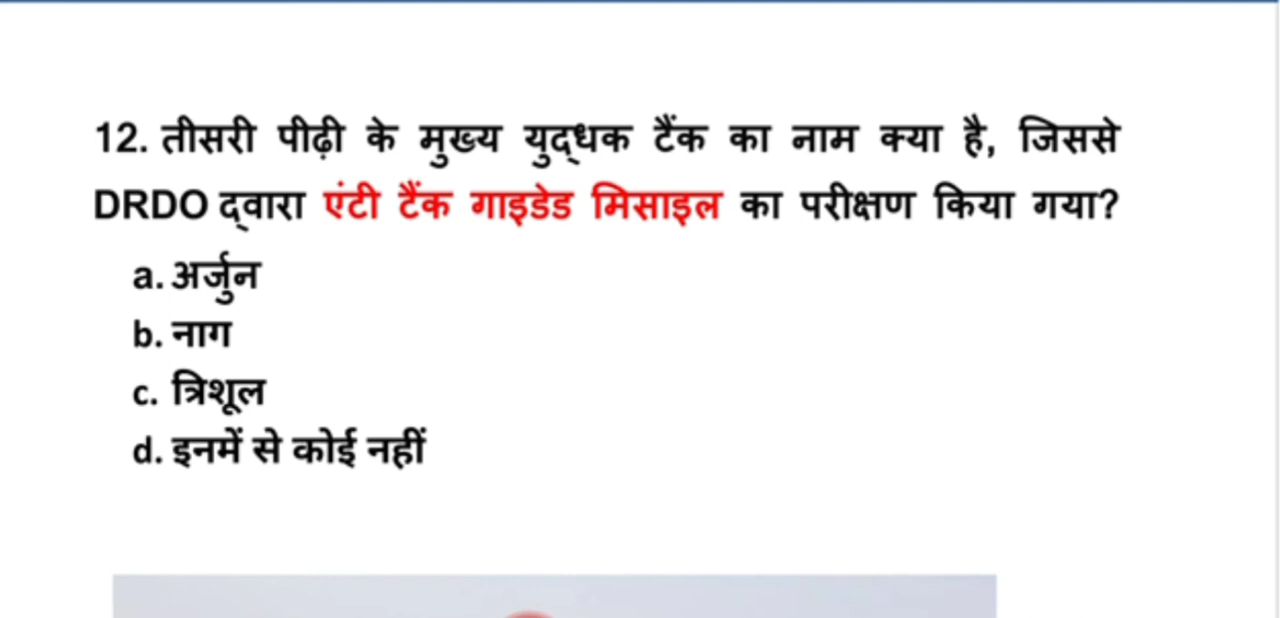 12. तीसरी पीढ़ी के मुख्य युद्धक टैंक का नाम क्या है, जिससे
DRDO द्वारा एंटी टैंक गाइडेड मिसाइल का परीक्षण किया गया?
a. अर्जुन
b. नाग
c. त्रिशूल
d. इनमें से कोई नहीं